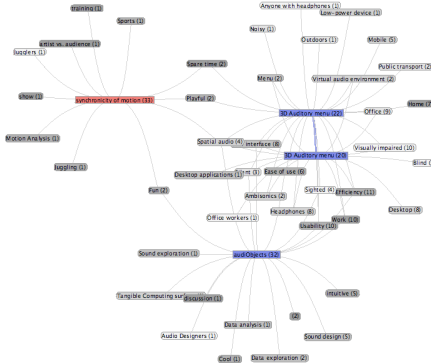 training (1)
Anyone with headphones (1)
Low- power device (1)
Sports (1)
Noisy (1)
artist vs. audience (1)
Outdoors (1)
Mobile (5)
Jugglers (1)
Spare time (2)
Public transport (2)
Menu (2)
Virtual audio environment (2)
show (1)
synchronicity of motion (33)
Playful (2)
Home (7)
3D Auditory menu (22)
Office (9)
Motion Analysis (1)
Spatial audio (4)
interface (8)
Visually impaired (10)
3D Auditory menu (20)
Blind (
Juggling (1)
Desktop applications (1)
Ease of use (6)
Fun (2)
Sighted (4)
Efficiency (11)
Ambisonics (2)
Office workers (1)
Headphones (8)
Desktop (8)
Work (10)
Usability (10)
Sound exploration (1)
audiObjects (32)
Tangible Computing
discussion (1)
Intuitive (5)
(2)
Data analysis (1)
Audio Designers (1)
Sound design (5)
Cool (1)
Data exploration (2)